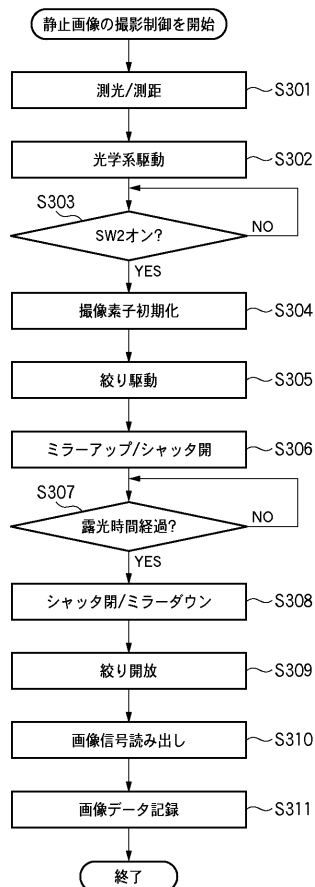 静止画像の撮影制御を開始
測光/測距
S301
光学系駆動
S302
S303
SW2オン?
NO
YES
撮像素子初期化
S304
絞り駆動
S305
ミラーアップ/シャッタ開
S306
S307
露光時間経過?
NO
YES
シャッタ閉/ミラーダウン
S308
絞り開放
S309
画像信号読み出し
S310
画像データ記録
S311
終了